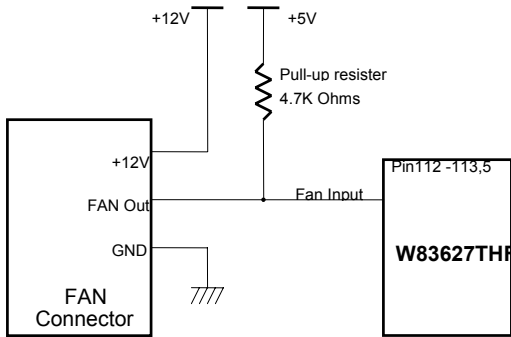 +12V
+5V
Pull-up resister
4.7K Ohms
+12V
FAN Out
GND
FAN
Connector
Fan Input
Pin112 -113,5
W83627THF